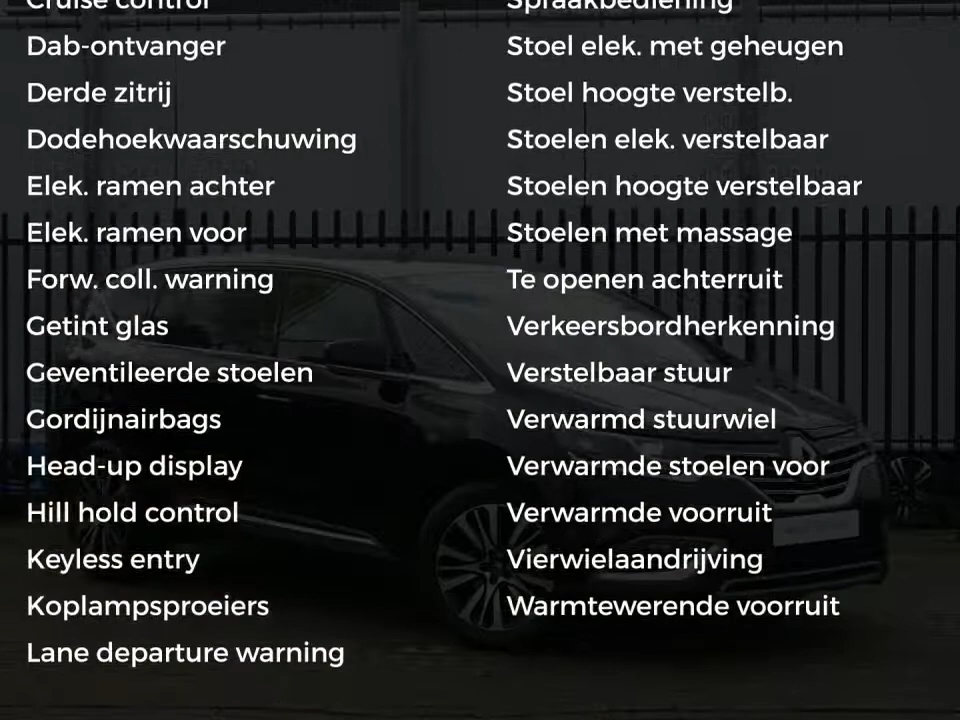 Cruise control
Dab-ontvanger
Derde zitrij
Dodehoekwaarschuwing
Elek. ramen achter
Elek. ramen voor
Forw. coll. warning
Getint glas
Geventileerde stoelen
Gordijnairbags
Head-up display
Hill hold control
Keyless entry
Koplampsproeiers
Lane departure warning
Spraakbediening
Stoel elek. met geheugen
Stoel hoogte verstelb.
Stoelen elek. verstelbaar
Stoelen hoogte verstelbaar
Stoelen met massage
Te openen achterruit
Verkeersbordherkenning
Verstelbaar stuur
Verwarmd stuurwiel
Verwarmde stoelen voor
Verwarmde voorruit
Vierwielaandrijving
Warmtewerende voorruit